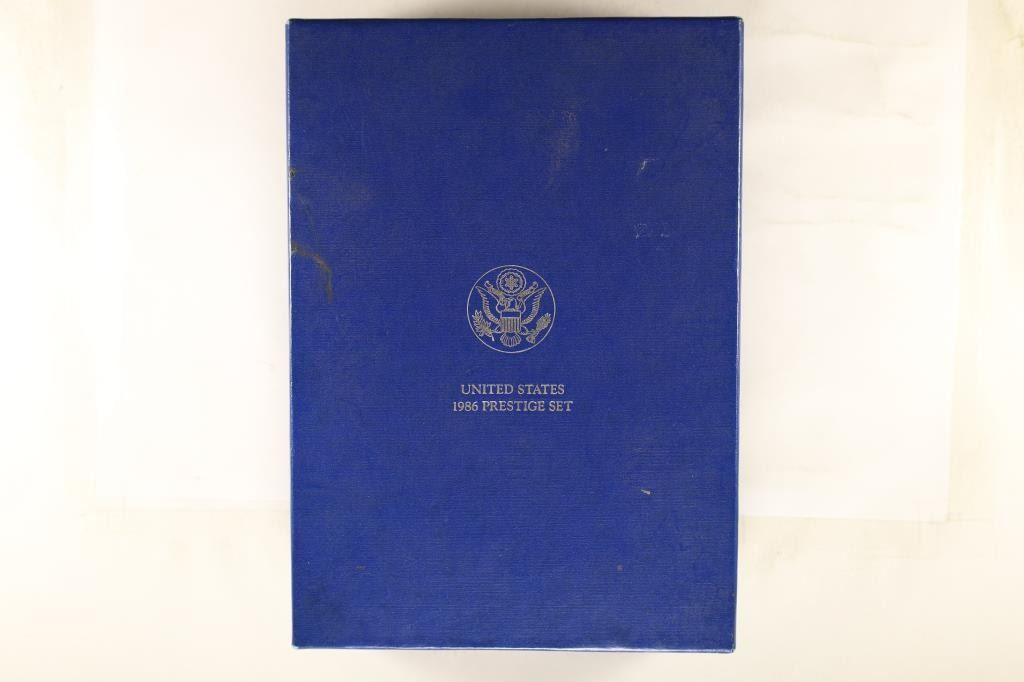 UNITED STATES
1986 PRESTIGE SET